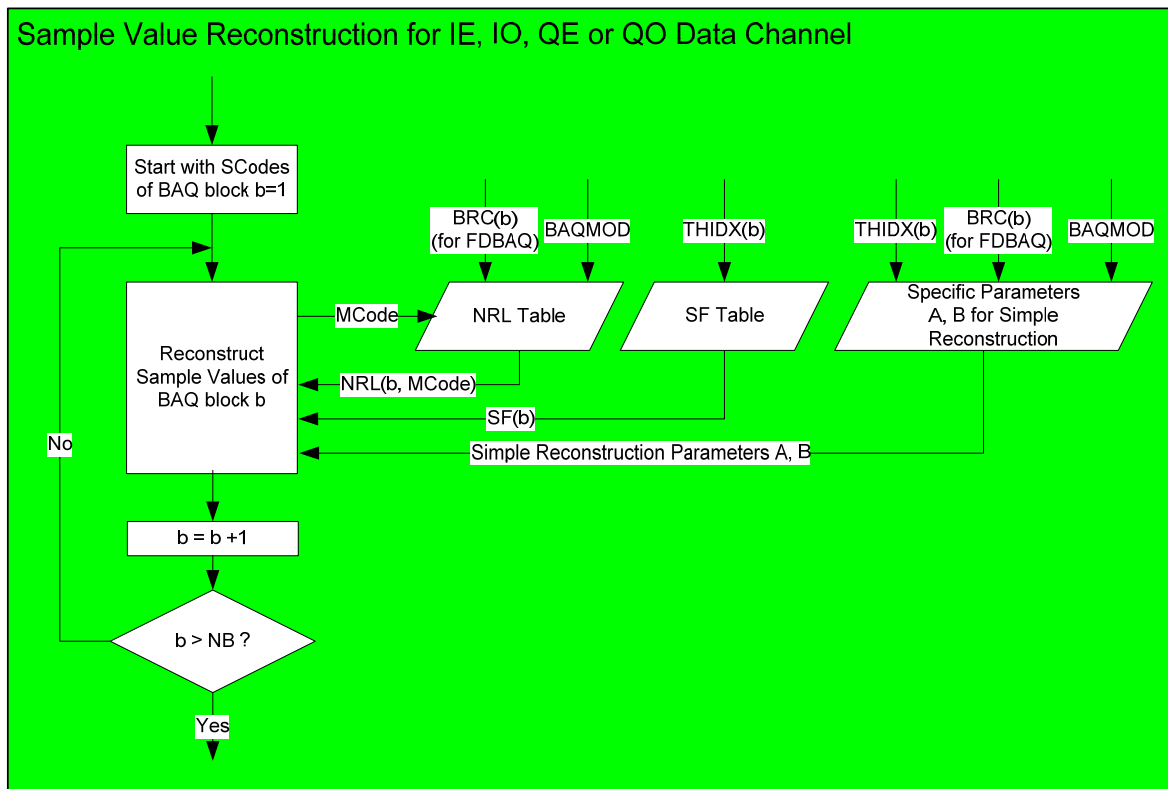 Sample Value Reconstruction for IE, IO, QE or QO Data Channel
Start with SCodes
of BAQ block b=1
BRC(b)
(for FDBAQ)
BAQMOD
THIDX(b)
THIDX(b)
BRC(b)
(for FDBAQ)
BAQMOD
Reconstruct
Sample Values of
BAQ block b
MCode
NRL Table
SF Table
Specific Parameters
A, B for Simple
Reconstruction
NRL(b, MCode)
SF(b)
Simple Reconstruction Parameters A, B
No
b = b +1
b > NB ?
Yes